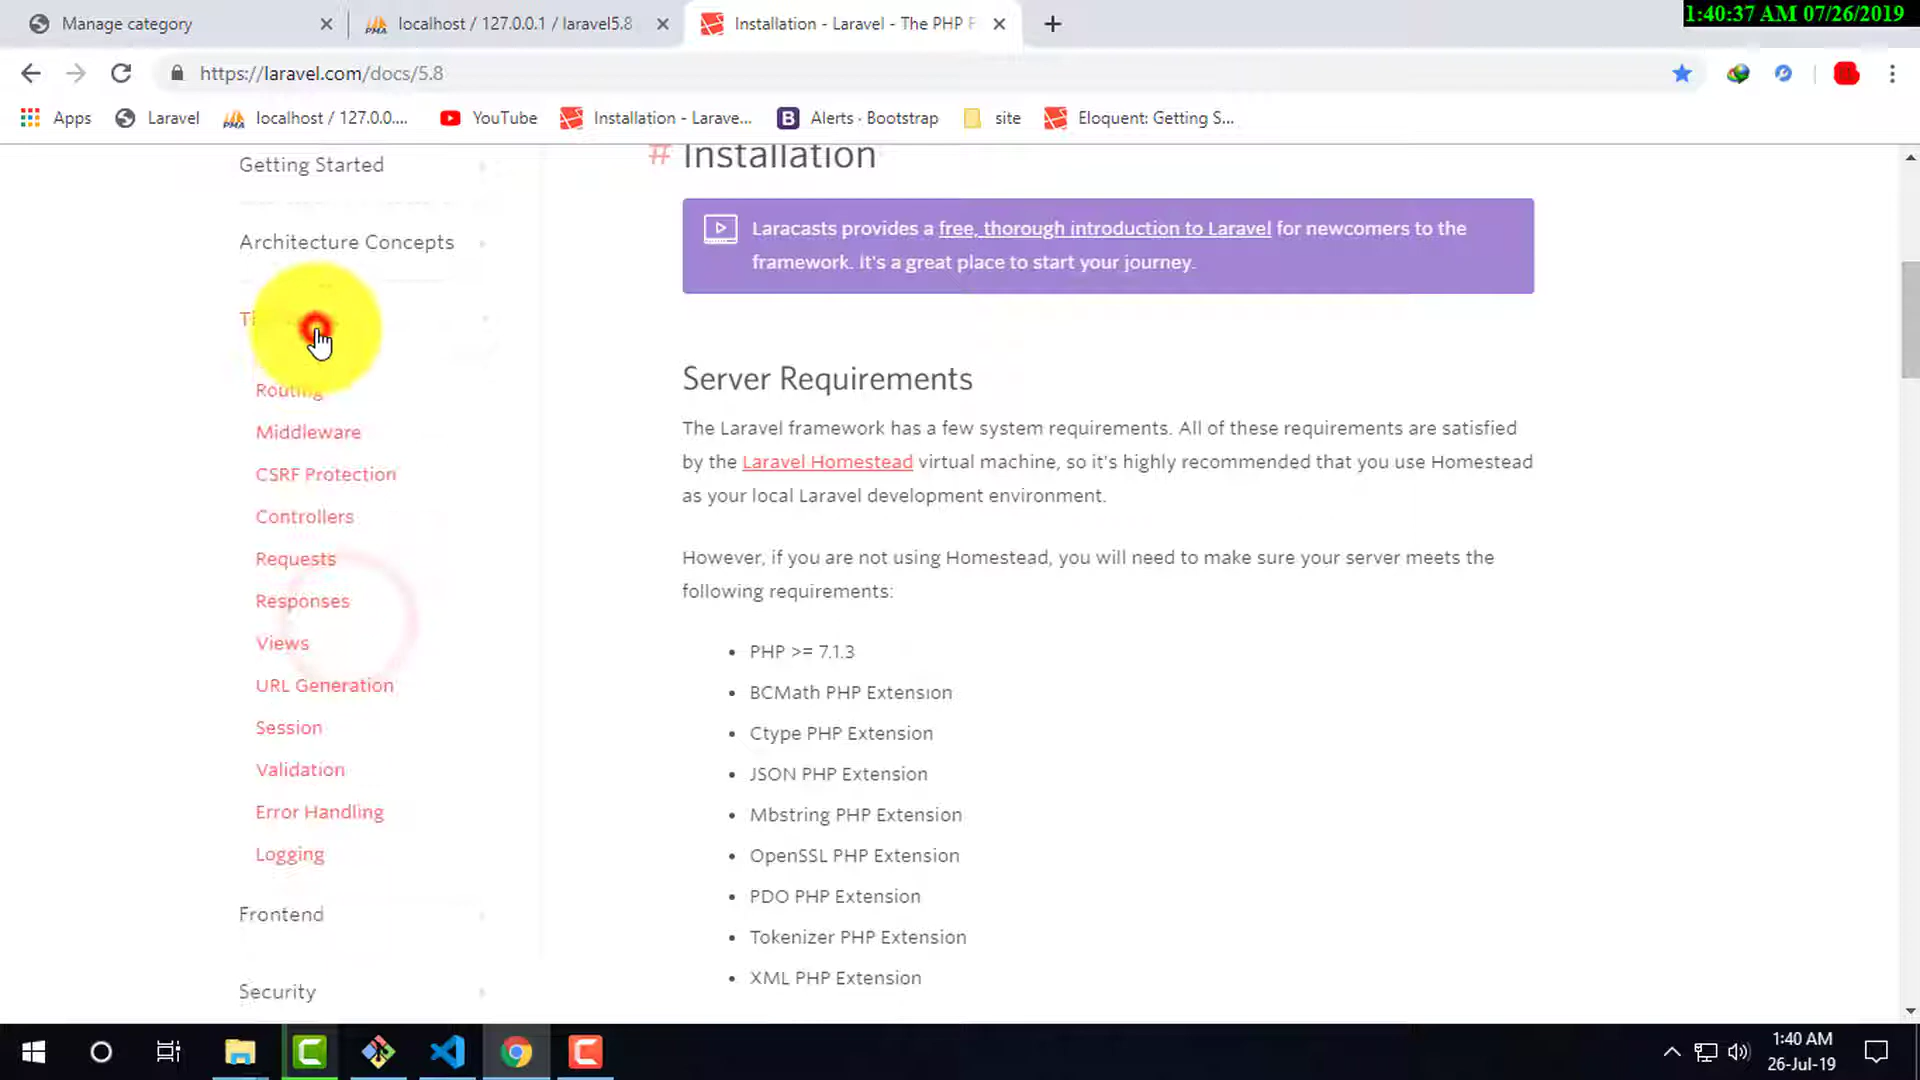 Manage category
localhost / 127.0.0.1 / laravel5.8
Installation - Laravel - The PHP F
1:40:37 AM 07/26/2019
https://laravel.com/docs/5.8
Apps
Laravel
PMA
localhost / 127.0.0....
YouTube
Installation - Larave...
B
Alerts · Bootstrap
site
Eloquent: Getting S...
Getting Started
Architecture Concepts
Routing
Middleware
CSRF Protection
Controllers
Requests
Responses
Views
URL Generation
Session
Validation
Error Handling
Logging
Frontend
Security
# Installation
Laracasts provides a free, thorough introduction to Laravel for newcomers to the
framework. It's a great place to start your journey.
Server Requirements
The Laravel framework has a few system requirements. All of these requirements are satisfied
by the Laravel Homestead virtual machine, so it's highly recommended that you use Homestead
as your local Laravel development environment.
However, if you are not using Homestead, you will need to make sure your server meets the
following requirements:
• PHP >= 7.1.3
• BCMath PHP Extension
• Ctype PHP Extension
• JSON PHP Extension
• Mbstring PHP Extension
• OpenSSL PHP Extension
• PDO PHP Extension
• Tokenizer PHP Extension
• XML PHP Extension
1:40 AM
26-Jul-19